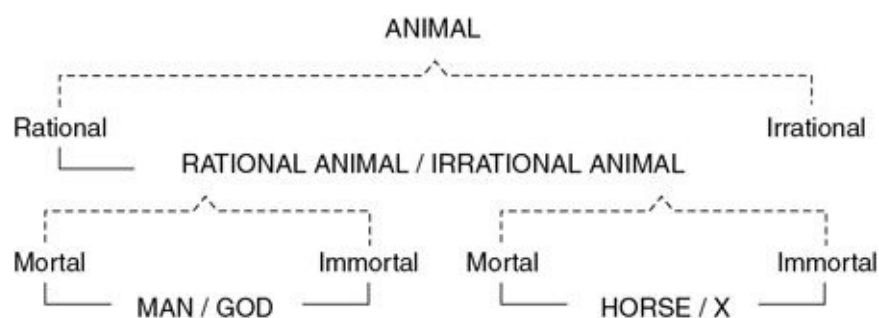 ANIMAL
Rational Irrational
RATIONAL ANIMAL / IRRATIONAL ANIMAL
Mortal Immortal Mortal Immortal
MAN / GOD HORSE / X